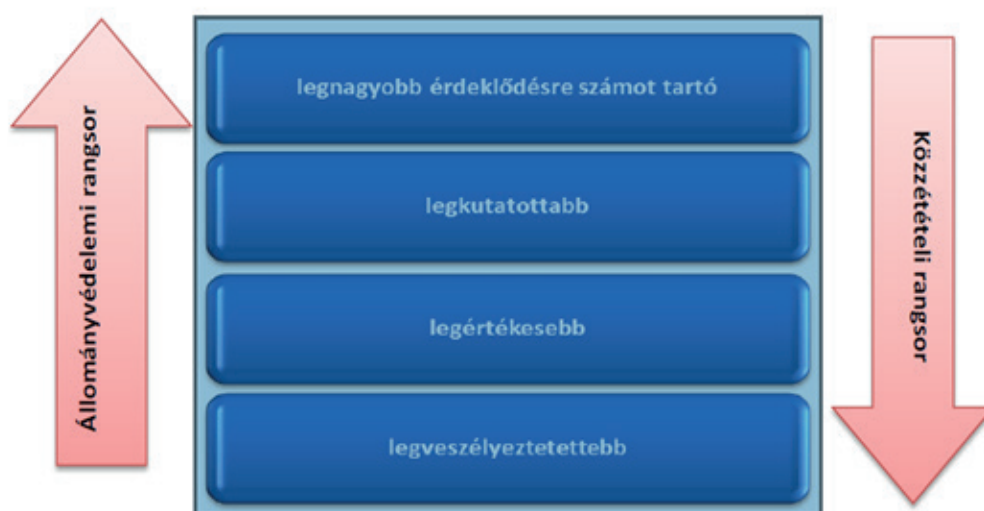 Állományvédelemi rangsor
legnagyobb érdeklődésre számot tartó
legkutatottabb
legértékesebb
legveszélyeztetettebb
Közzétételi rangsor